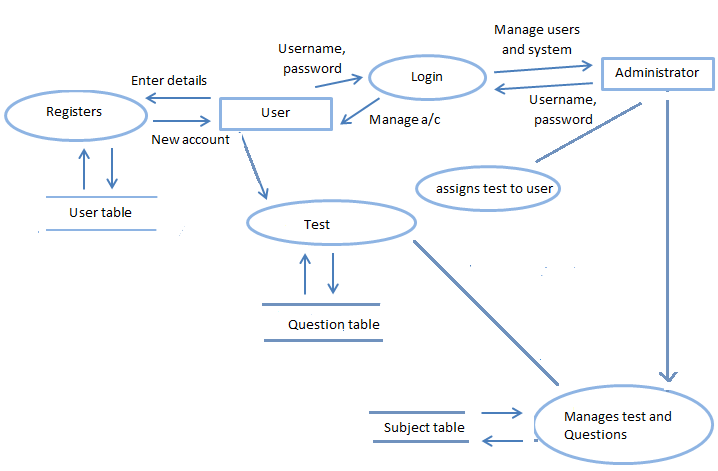 Manage users
and system
Username,
password
Login
Administrator
Enter details
Username,
password
Registers
User
Manage a/c
New account
assigns test to user
User table
Test
Question table
Manages test and
Questions
Subject table